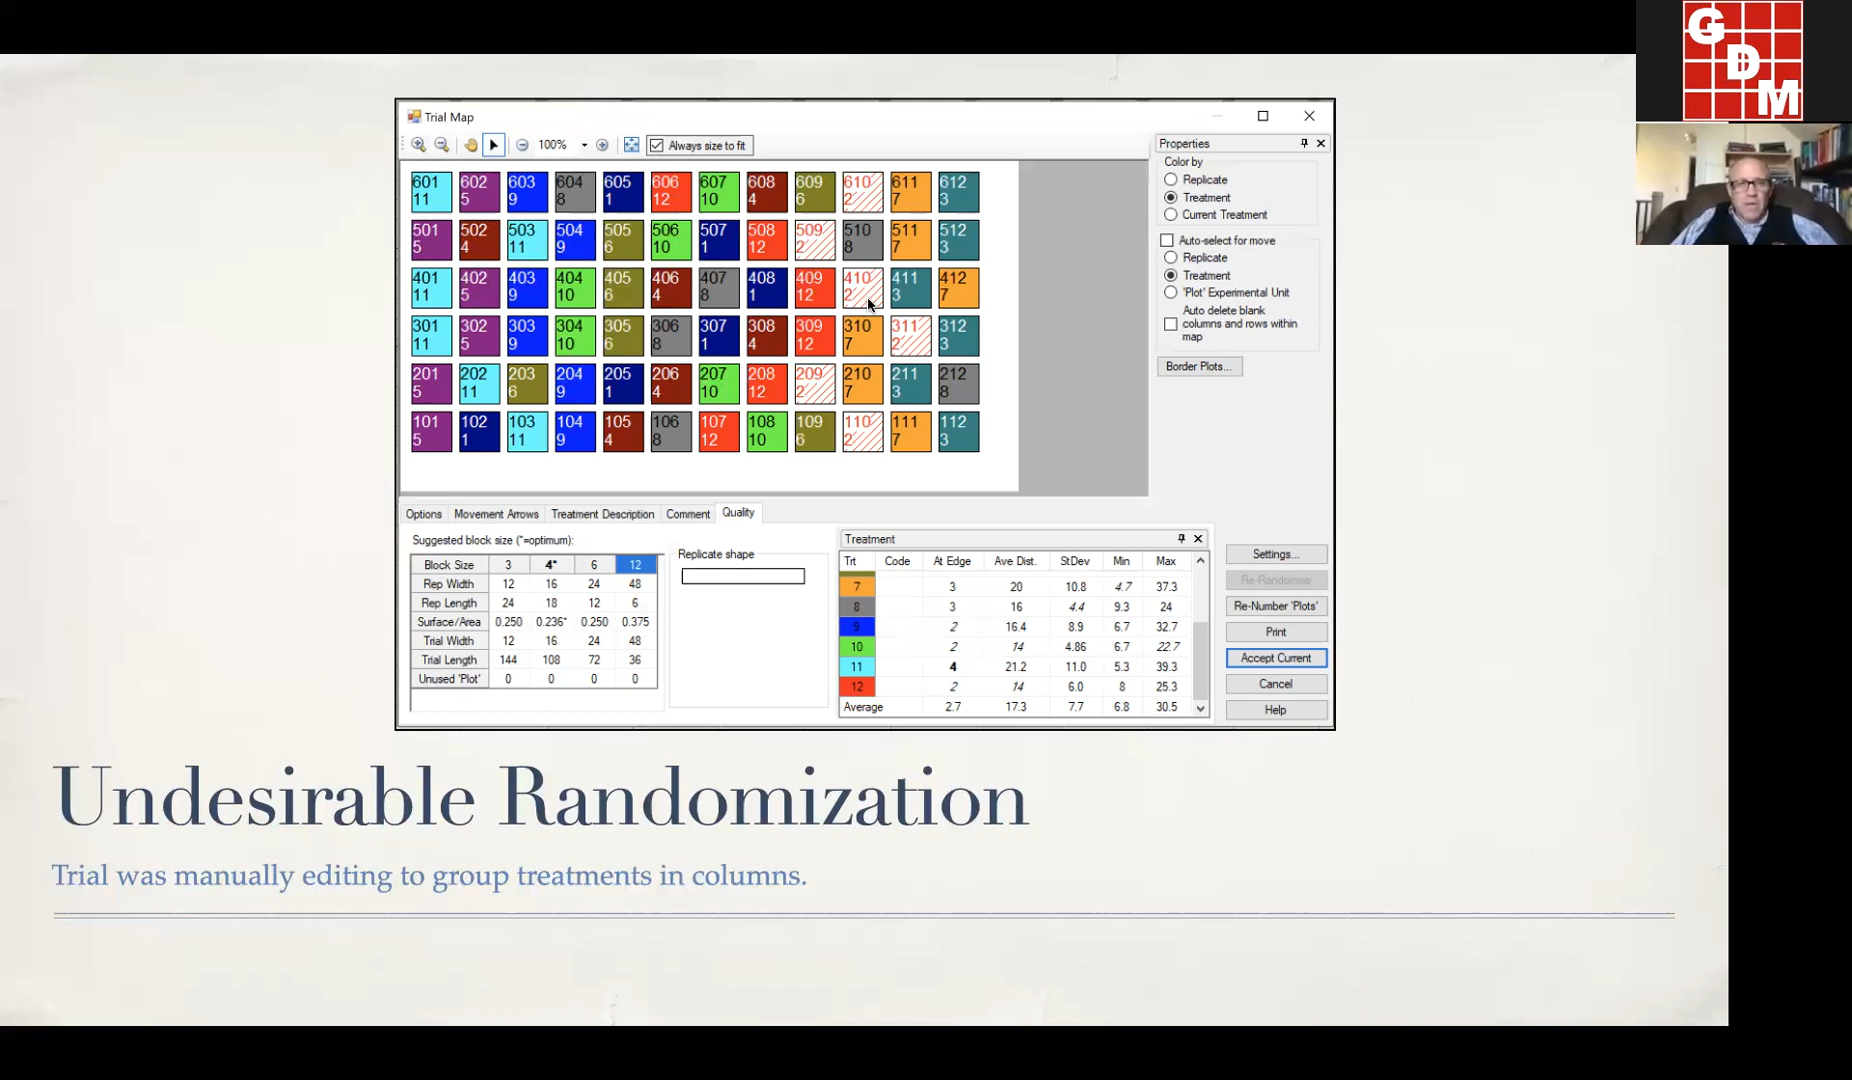 G
D
M
Trial Map
100%
Always size to fit
601 602 603 604 605 606 607 608 609 610 611 612
11 5 9 8 1 12 10 4 6 2 7 3
501 502 503 504 505 506 507 508 509 510 511 512
5 4 11 9 6 10 1 12 2 8 7 3
401 402 403 404 405 406 407 408 409 410 411 412
11 5 9 10 6 4 8 1 12 2 3 7
301 302 303 304 305 306 307 308 309 310 311 312
11 5 9 10 6 8 1 4 12 7 2 3
201 202 203 204 205 206 207 208 209 210 211 212
5 11 6 9 1 4 10 12 2 7 3 8
101 102 103 104 105 106 107 108 109 110 111 112
5 1 11 9 4 8 12 10 6 2 7 3
Properties
Color by
Replicate
Treatment
Current Treatment
Auto-select for move
Replicate
Treatment
'Plot' Experimental Unit
Auto delete blank
columns and rows within
map
Border Plots...
Options Movement Arrows Treatment Description Comment Quality
Suggested block size (*=optimum):
Block Size 3 4* 6 12
Rep Width 12 16 24 48
Rep Length 24 18 12 6
Surface/Area 0.250 0.236* 0.250 0.375
Trial Width 12 16 24 48
Trial Length 144 108 72 36
Unused 'Plot' 0 0 0 0
Replicate shape
Treatment
Trt Code At Edge Ave Dist. StDev Min Max
7 3 20 10.8 4.7 37.3
8 3 16 4.4 9.3 24
9 2 16.4 8.9 6.7 32.7
10 2 14 4.86 6.7 22.7
11 4 21.2 11.0 5.3 39.3
12 2 14 6.0 8 25.3
Average 2.7 17.3 7.7 6.8 30.5
Settings...
Re-Randomize
Re-Number 'Plots'
Print
Accept Current
Cancel
Help
Undesirable Randomization
Trial was manually editing to group treatments in columns.